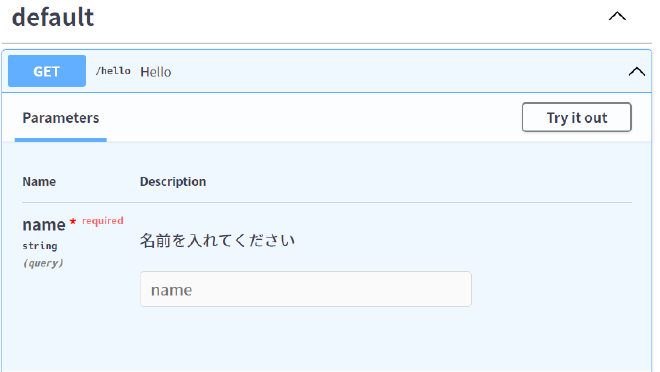 default
GET /hello Hello
Parameters Try it out
Name Description
name * required
string
(query)
名前を入れてください
name